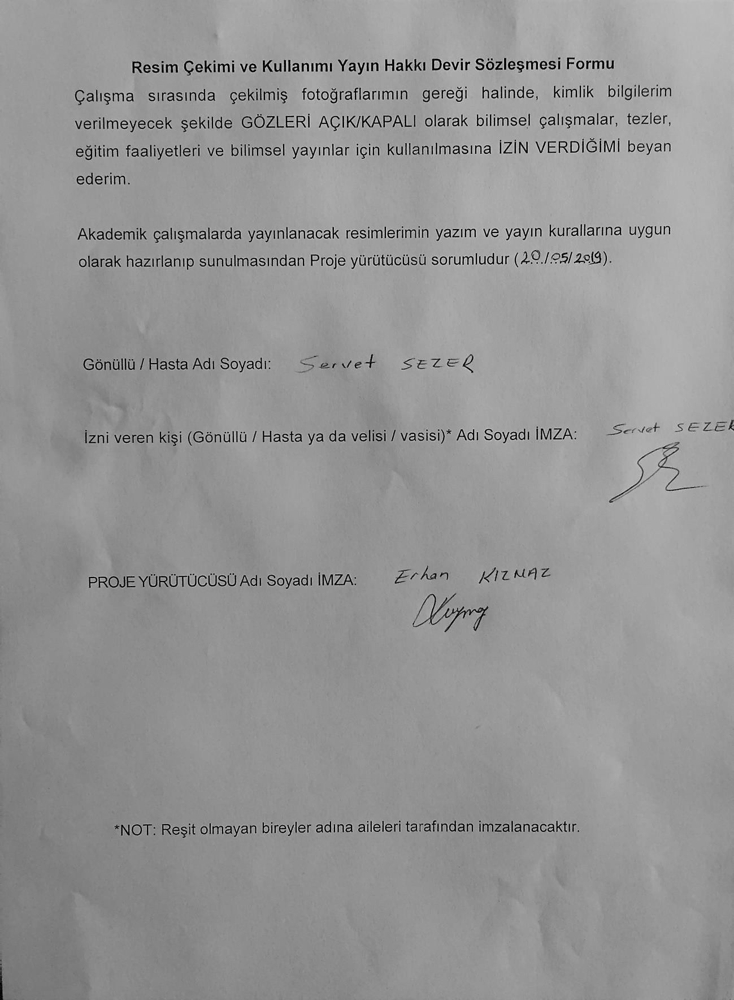 Resim Çekimi ve Kullanımı Yayın Hakkı Devir Sözleşmesi Formu
Çalışma sırasında çekilmiş fotoğraflarımın gereği halinde, kimlik bilgilerim
verilmeyecek şekilde GÖZLERİ AÇIK/KAPALI olarak bilimsel çalışmalar, tezler,
eğitim faaliyetleri ve bilimsel yayınlar için kullanılmasına İZİN VERDİĞİMİ beyan
ederim.
Akademik çalışmalarda yayınlanacak resimlerimin yazım ve yayın kurallarına uygun
olarak hazırlanıp sunulmasından Proje yürütücüsü sorumludur (20/05/2019).
Gönüllü / Hasta Adı Soyadı: Servet SEZER
İzni veren kişi (Gönüllü / Hasta ya da velisi / vasisi)* Adı Soyadı İMZA: Servet SEZER
PROJE YÜRÜTÜCÜSÜ Adı Soyadı İMZA: Erhan KIZMAZ
*NOT: Reşit olmayan bireyler adına aileleri tarafından imzalanacaktır.